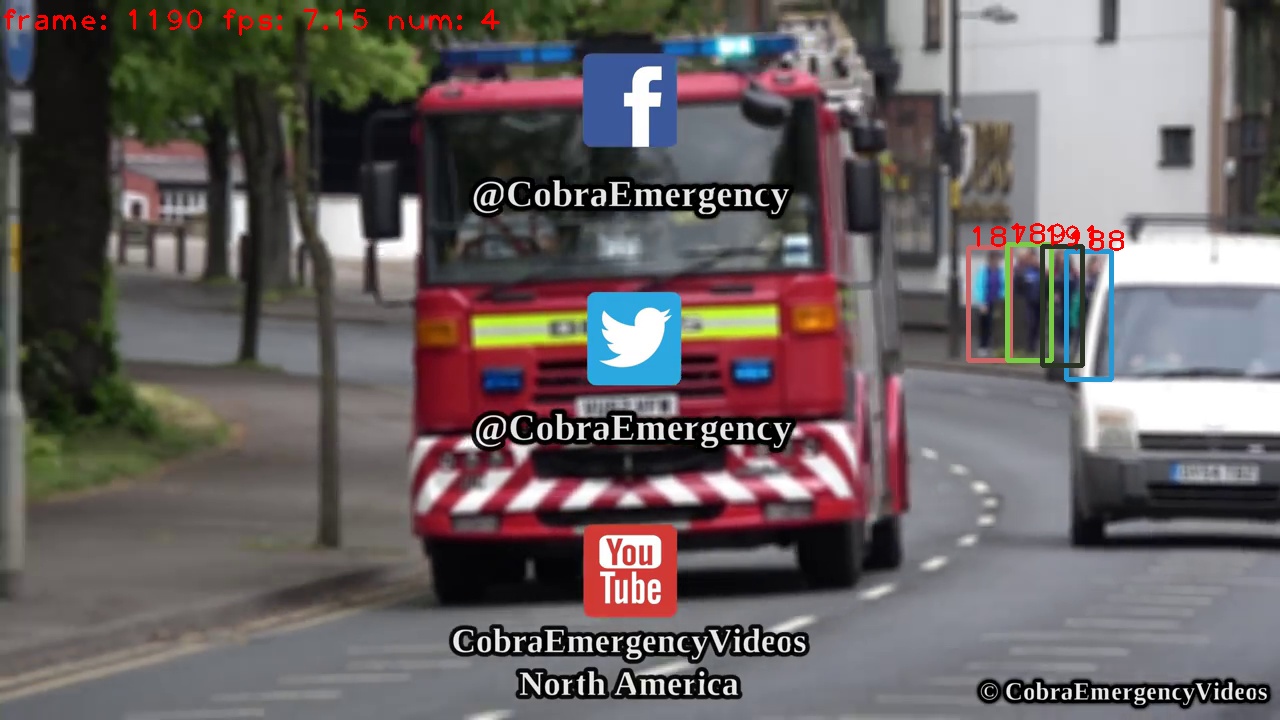 frame: 1190 fps: 7.15 num: 4
f
@CobraEmergency
@CobraEmergency
You
Tube
CobraEmergencyVideos
North America
© CobraEmergencyVideos